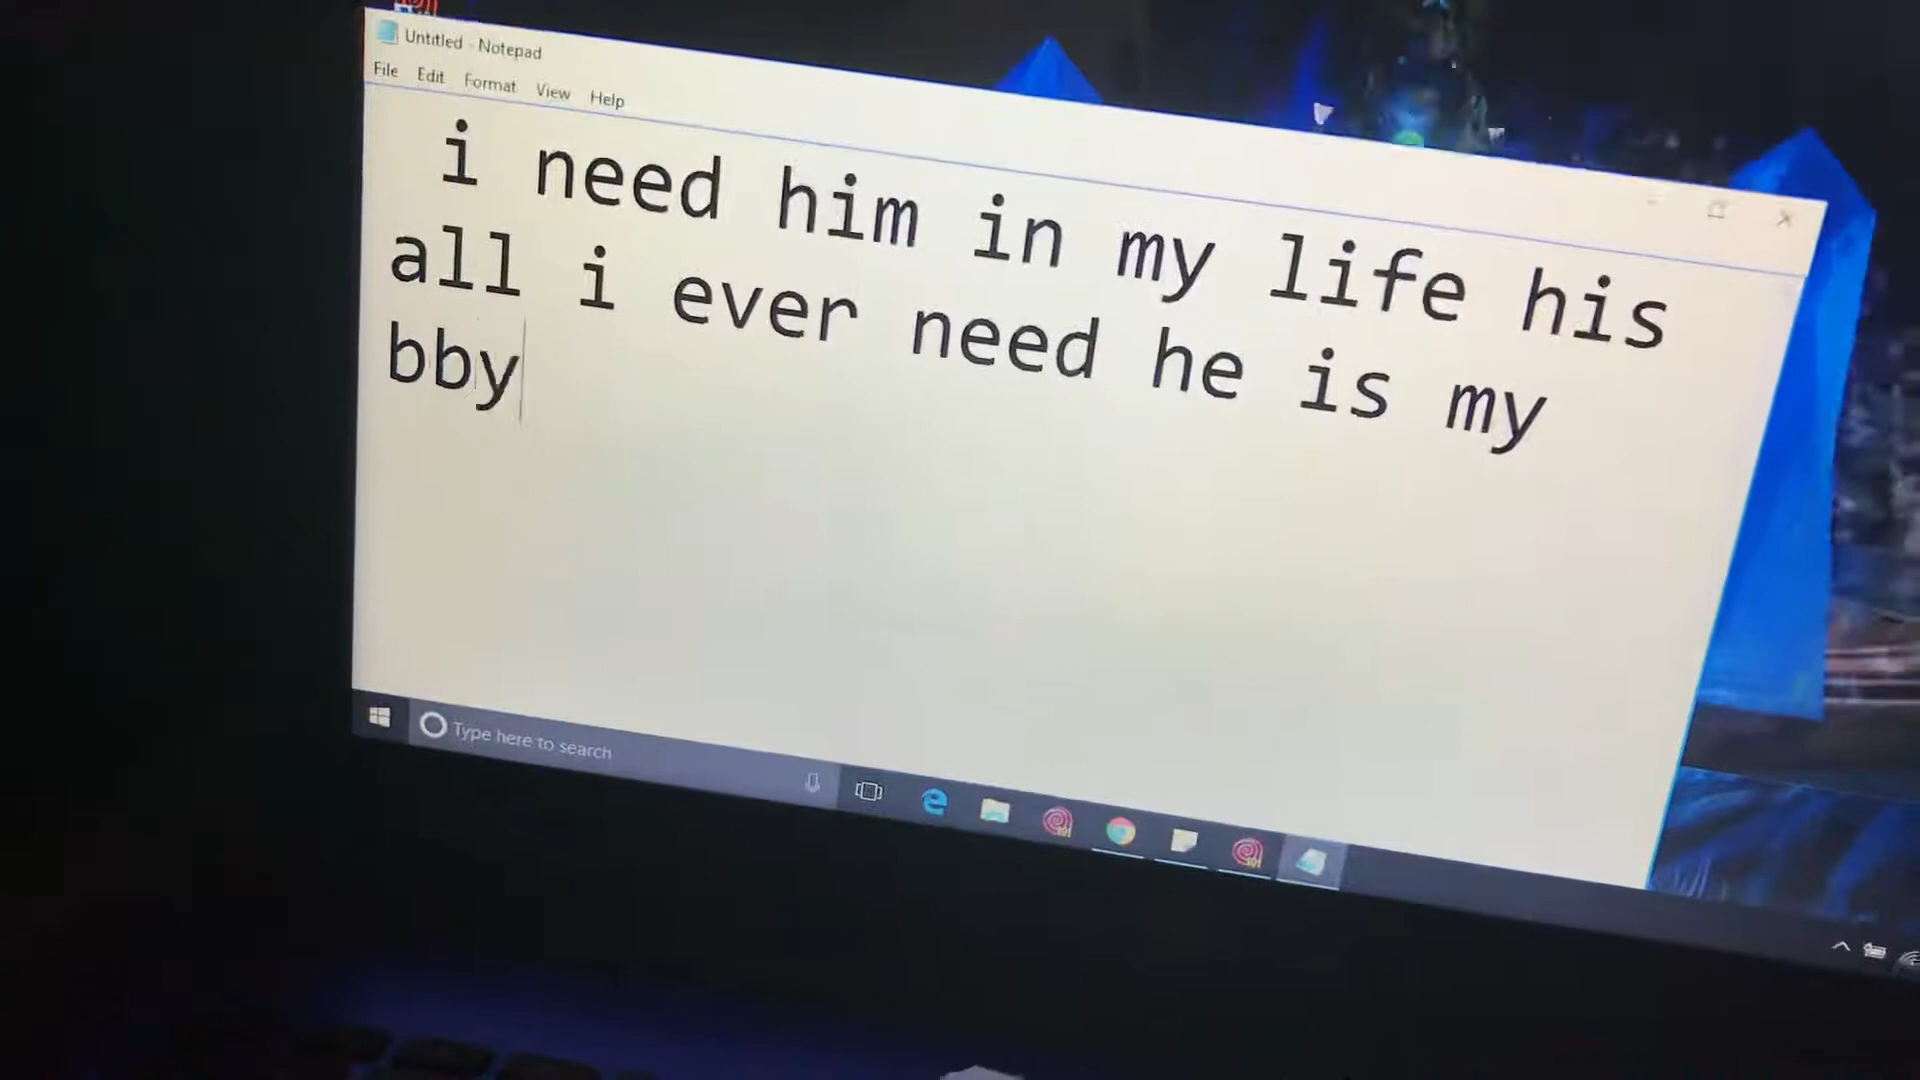 Untitled - Notepad
File Edit Format View Help
i need him in my life his
all i ever need he is my
bby
Type here to search